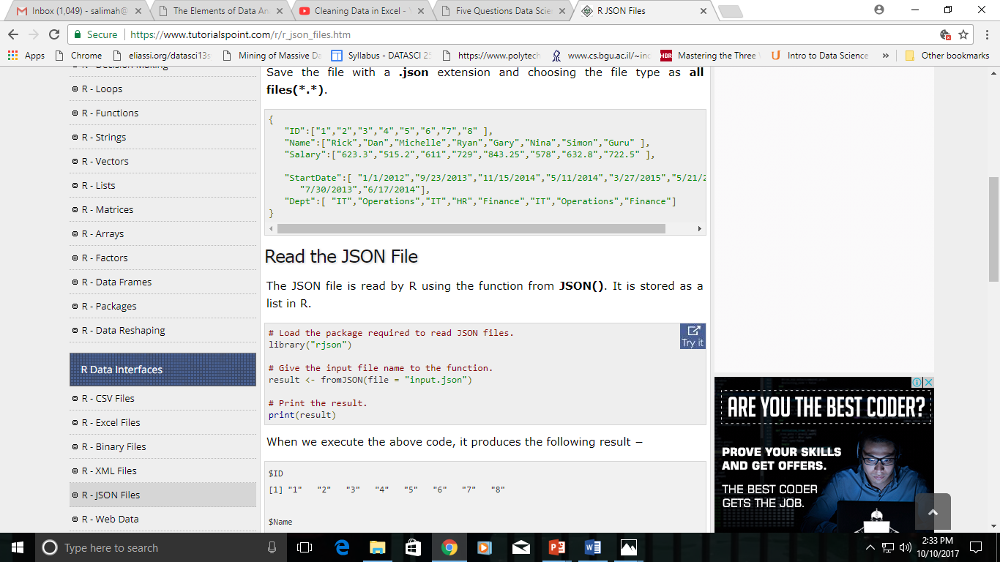 Inbox (1,049) - salimah@
The Elements of Data An
Cleaning Data in Excel - Y
Five Questions Data Scie
R JSON Files
Secure
https://www.tutorialspoint.com/r/r_json_files.htm
Apps
Chrome
eliassi.org/datasci13s
Mining of Massive Da
Syllabus - DATASCI 25
https://www.polytech
www.cs.bgu.ac.il/~inc
HBR
Mastering the Three
Intro to Data Science
»
Other bookmarks
R - Decision Making
R - Loops
R - Functions
R - Strings
R - Vectors
R - Lists
R - Matrices
R - Arrays
R - Factors
R - Data Frames
R - Packages
R - Data Reshaping
R Data Interfaces
R - CSV Files
R - Excel Files
R - Binary Files
R - XML Files
R - JSON Files
R - Web Data
Save the file with a .json extension and choosing the file type as all
files(*.*).
{
"ID":["1","2","3","4","5","6","7","8" ],
"Name":["Rick","Dan","Michelle","Ryan","Gary","Nina","Simon","Guru" ],
"Salary":["623.3","515.2","611","729","843.25","578","632.8","722.5" ],
"StartDate":[ "1/1/2012","9/23/2013","11/15/2014","5/11/2014","3/27/2015","5/21/2
"7/30/2013","6/17/2014"],
"Dept":[ "IT","Operations","IT","HR","Finance","IT","Operations","Finance"]
}
Read the JSON File
The JSON file is read by R using the function from JSON(). It is stored as a
list in R.
Try it
# Load the package required to read JSON files.
library("rjson")
# Give the input file name to the function.
result <- fromJSON(file = "input.json")
# Print the result.
print(result)
When we execute the above code, it produces the following result −
$ID
[1] "1" "2" "3" "4" "5" "6" "7" "8"
$Name
ARE YOU THE BEST CODER?
PROVE YOUR SKILLS
AND GET OFFERS.
THE BEST CODER
GETS THE JOB.
Type here to search
2:33 PM
10/10/2017